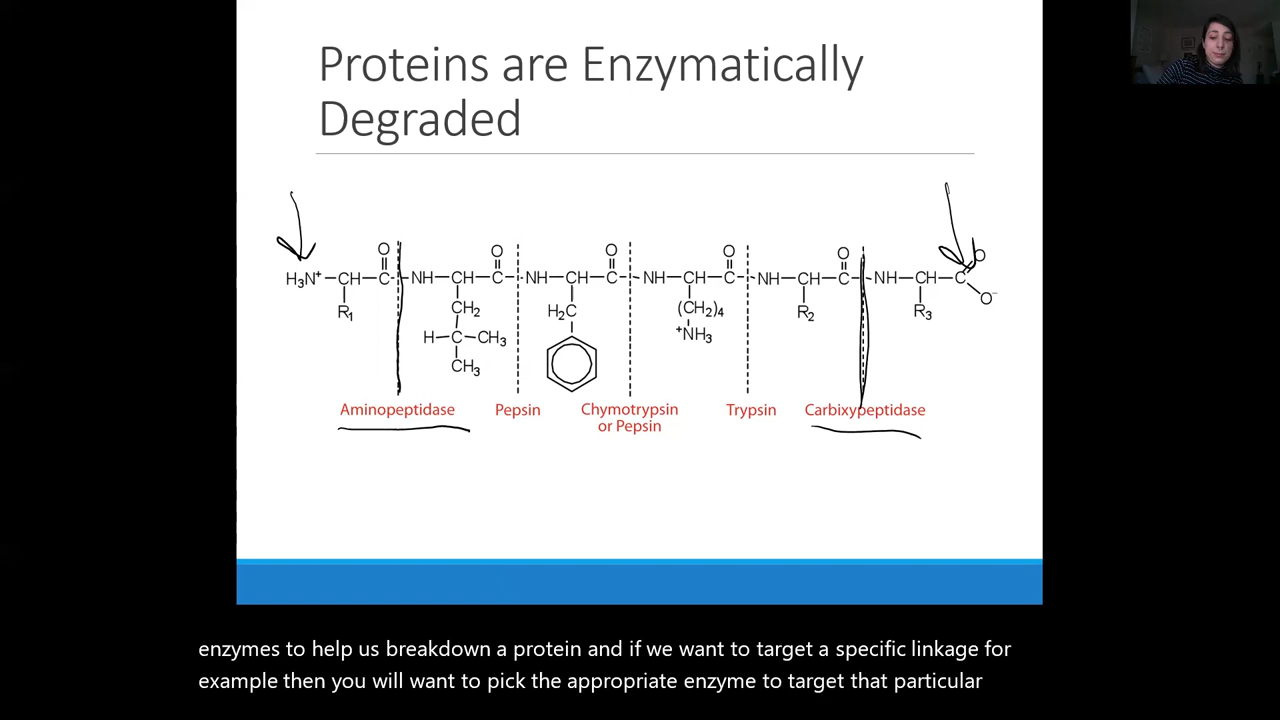 Proteins are Enzymatically
Degraded
O O O O O O
H₃N⁺—CH—C—NH—CH—C—NH—CH—C—NH—CH—C—NH—CH—C—NH—CH—C
R₁ CH₂ H₂C (CH₂)₄ R₂ R₃ O⁻
H—C—CH₃ ⁺NH₃
CH₃
Aminopeptidase Pepsin Chymotrypsin Trypsin Carbixypeptidase
or Pepsin
enzymes to help us breakdown a protein and if we want to target a specific linkage for
example then you will want to pick the appropriate enzyme to target that particular